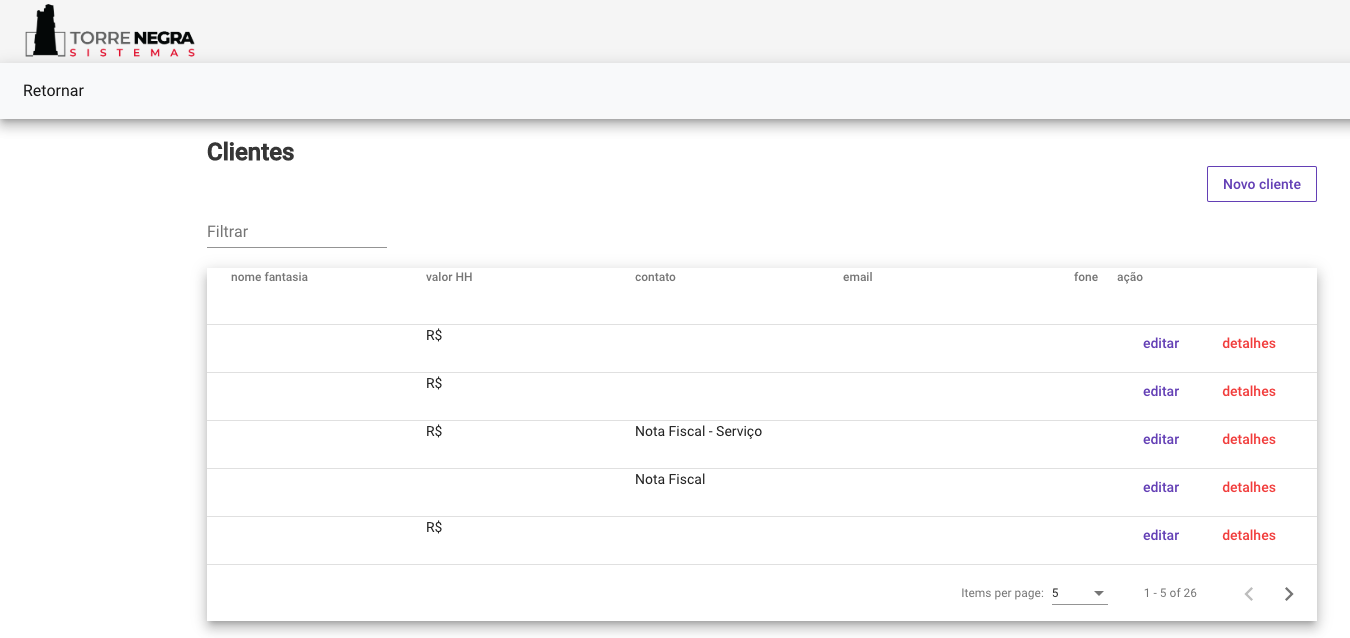 TORRE NEGRA
SISTEMAS
Retornar
Clientes
Novo cliente
Filtrar
nome fantasia valor HH contato email fone ação
R$ editar detalhes
R$ editar detalhes
R$ Nota Fiscal - Serviço editar detalhes
Nota Fiscal editar detalhes
R$ editar detalhes
Items per page: 5 1 - 5 of 26